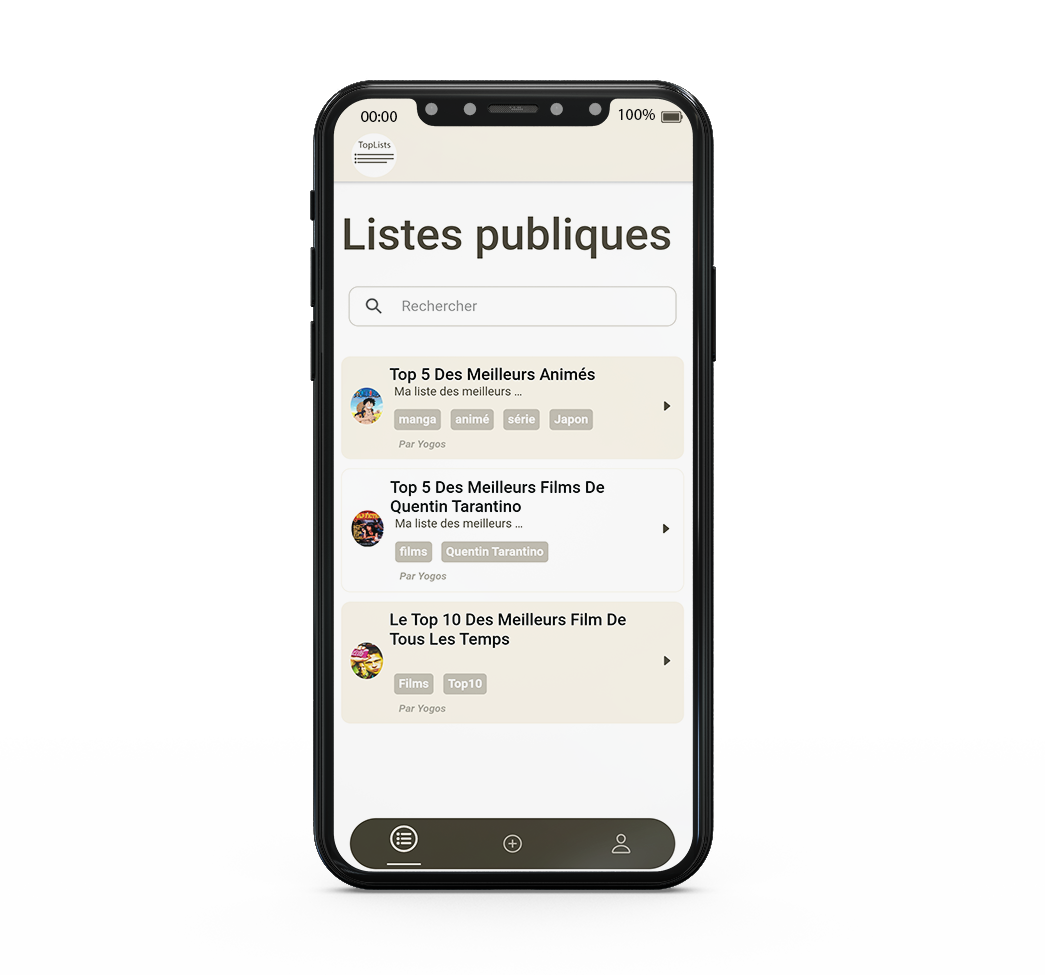 00:00
100%
TopLists
Listes publiques
Rechercher
Top 5 Des Meilleurs Animés
Ma liste des meilleurs ...
manga animé série Japon
Par Yogos
Top 5 Des Meilleurs Films De
Quentin Tarantino
Ma liste des meilleurs ...
films Quentin Tarantino
Par Yogos
Le Top 10 Des Meilleurs Film De
Tous Les Temps
Films Top10
Par Yogos